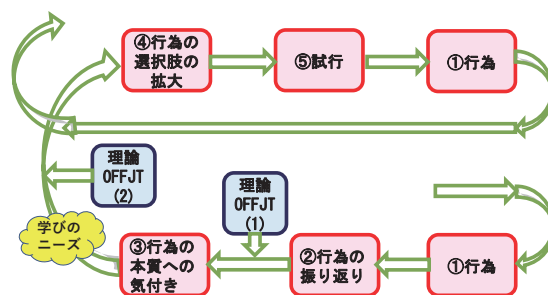 ④行為の
選択肢の
拡大
⑤試行
①行為
理論
OFFJT
(2)
理論
OFFJT
(1)
学びの
ニーズ
③行為の
本質への
気付き
②行為の
振り返り
①行為